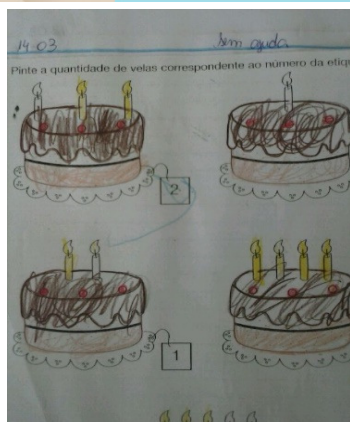 14.03 Sem ajuda.
Pinte a quantidade de velas correspondente ao número da etiq
2
1